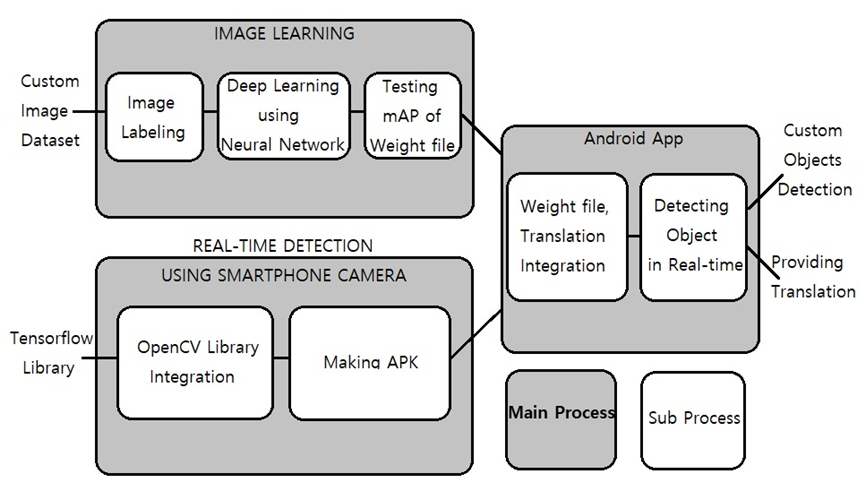 IMAGE LEARNING
Custom
Image
Dataset
Image
Labeling
Deep Learning
using
Neural Network
Testing
mAP of
Weight file
REAL-TIME DETECTION
USING SMARTPHONE CAMERA
Tensorflow
Library
OpenCV Library
Integration
Making APK
Android App
Weight file,
Translation
Integration
Detecting
Object
in Real-time
Custom
Objects
Detection
Providing
Translation
Main Process
Sub Process